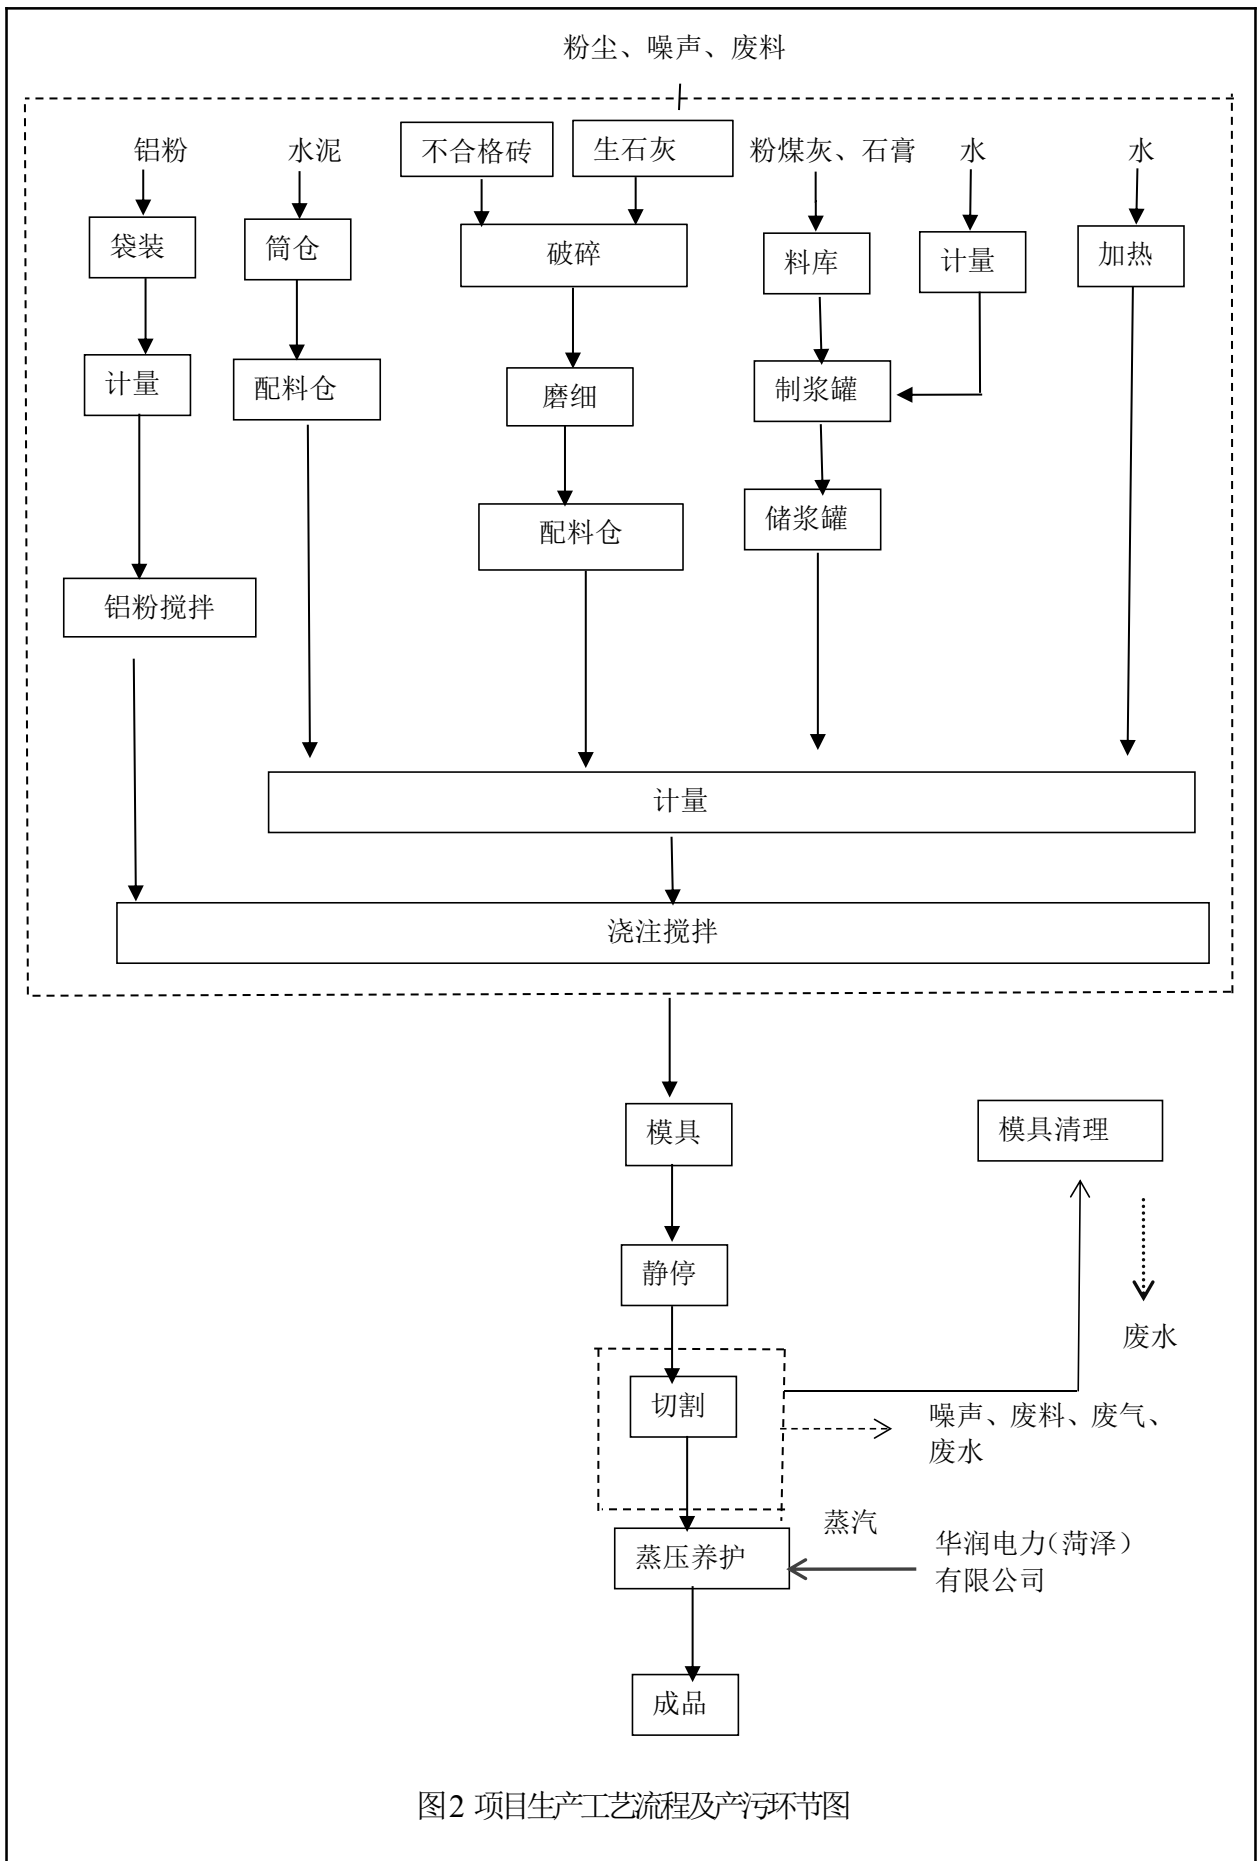 粉尘、噪声、废料
铝粉
水泥
不合格砖
生石灰
粉煤灰、石膏
水
水
袋装
筒仓
破碎
料库
计量
加热
计量
配料仓
磨细
制浆罐
配料仓
储浆罐
铝粉搅拌
计量
浇注搅拌
模具
模具清理
静停
废水
切割
噪声、废料、废气、
废水
蒸汽
蒸压养护
华润电力（菏泽）
有限公司
成品
图2 项目生产工艺流程及产污环节图